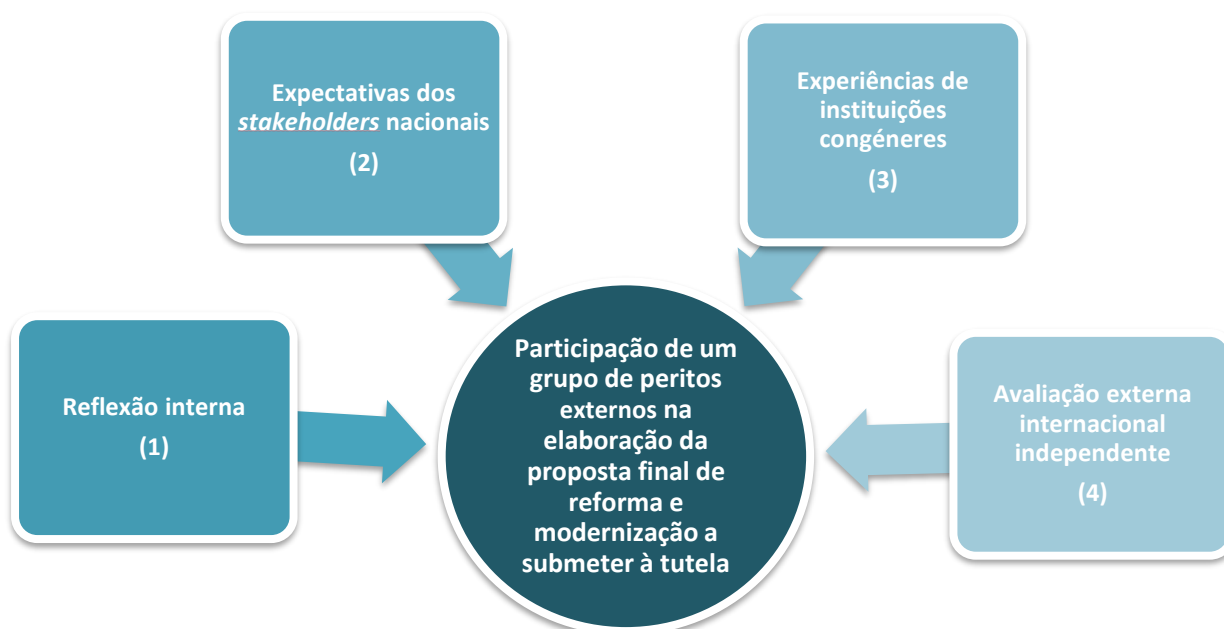 Expectativas dos
stakeholders nacionais
(2)
Experiências de
instituições
congéneres
(3)
Reflexão interna
(1)
Participação de um
grupo de peritos
externos na
elaboração da
proposta final de
reforma e
modernização a
submeter à tutela
Avaliação externa
internacional
independente
(4)